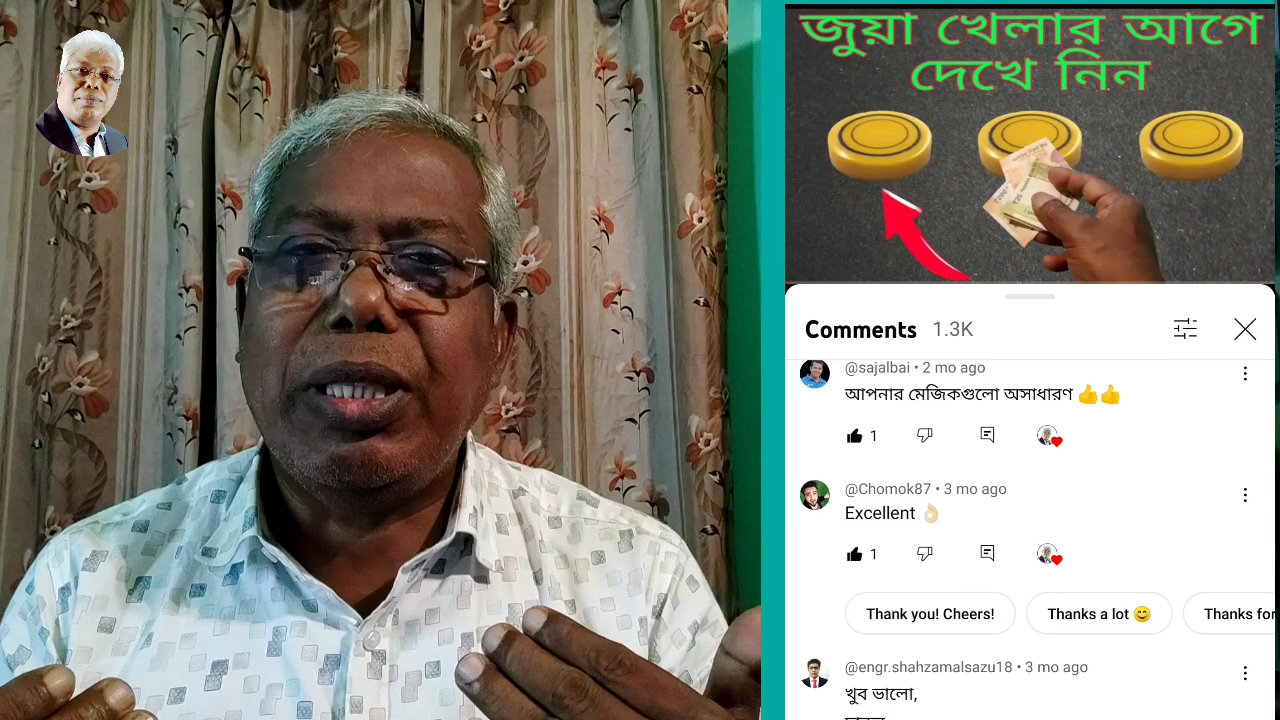 জুয়া খেলার আগে
দেখে নিন
Comments 1.3K
@sajalbai • 2 mo ago
আপনার মেজিকগুলো অসাধারণ 👍👍
1
@Chomok87 • 3 mo ago
Excellent 👌🏻
1
Thank you! Cheers! Thanks a lot 😊 Thanks for
@engr.shahzamalsazu18 • 3 mo ago
খুব ভালো,